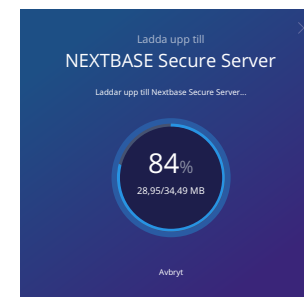 Ladda upp till
NEXTBASE Secure Server
Laddar upp till Nextbase Secure Server...
84%
28,95/34,49 MB
Avbryt